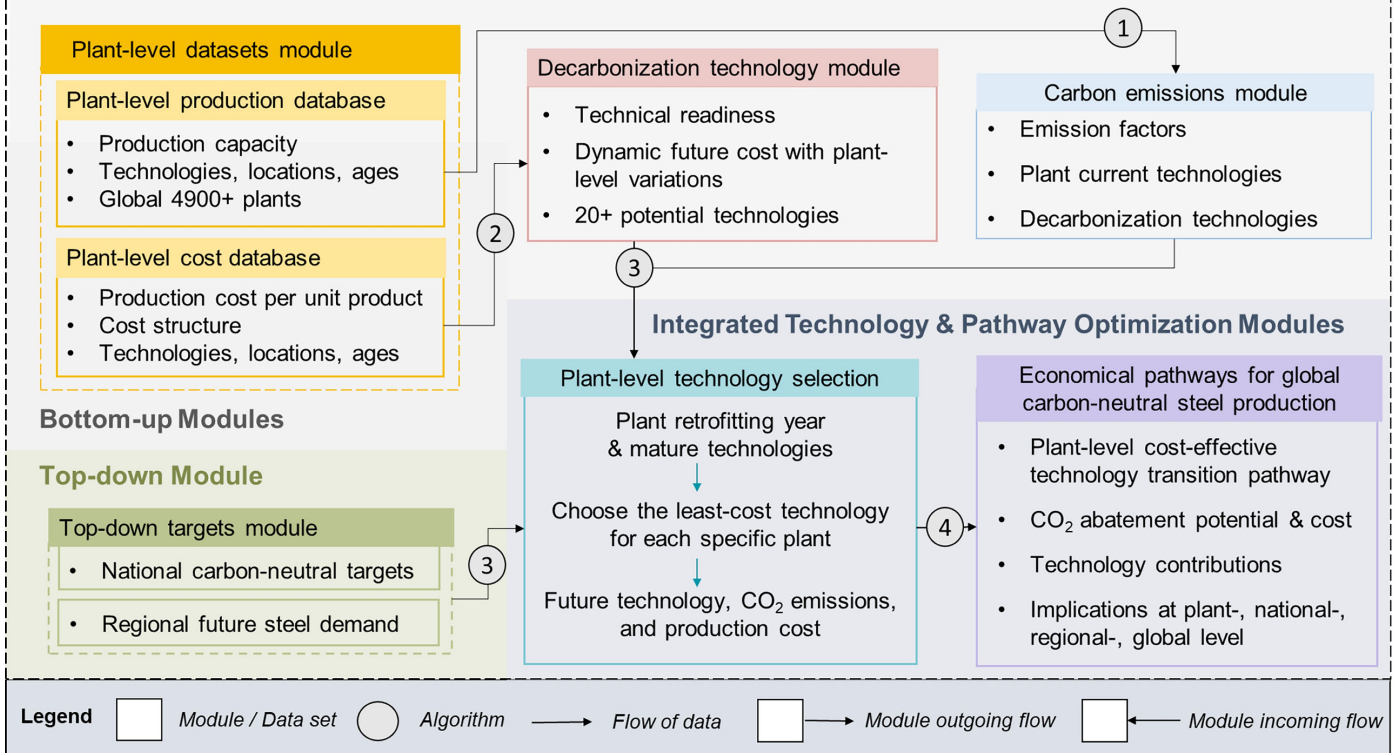 Plant-level datasets module
Plant-level production database
• Production capacity
• Technologies, locations, ages
• Global 4900+ plants
Plant-level cost database
• Production cost per unit product
• Cost structure
• Technologies, locations, ages
Bottom-up Modules
1
2
Decarbonization technology module
• Technical readiness
• Dynamic future cost with plant-
level variations
• 20+ potential technologies
Carbon emissions module
• Emission factors
• Plant current technologies
• Decarbonization technologies
3
Top-down Module
Top-down targets module
• National carbon-neutral targets
• Regional future steel demand
3
Integrated Technology & Pathway Optimization Modules
Plant-level technology selection
Plant retrofitting year
& mature technologies
Choose the least-cost technology
for each specific plant
Future technology, CO₂ emissions,
and production cost
4
Economical pathways for global
carbon-neutral steel production
• Plant-level cost-effective
technology transition pathway
• CO₂ abatement potential & cost
• Technology contributions
• Implications at plant-, national-,
regional-, global level
Legend
Module / Data set
Algorithm
Flow of data
Module outgoing flow
Module incoming flow